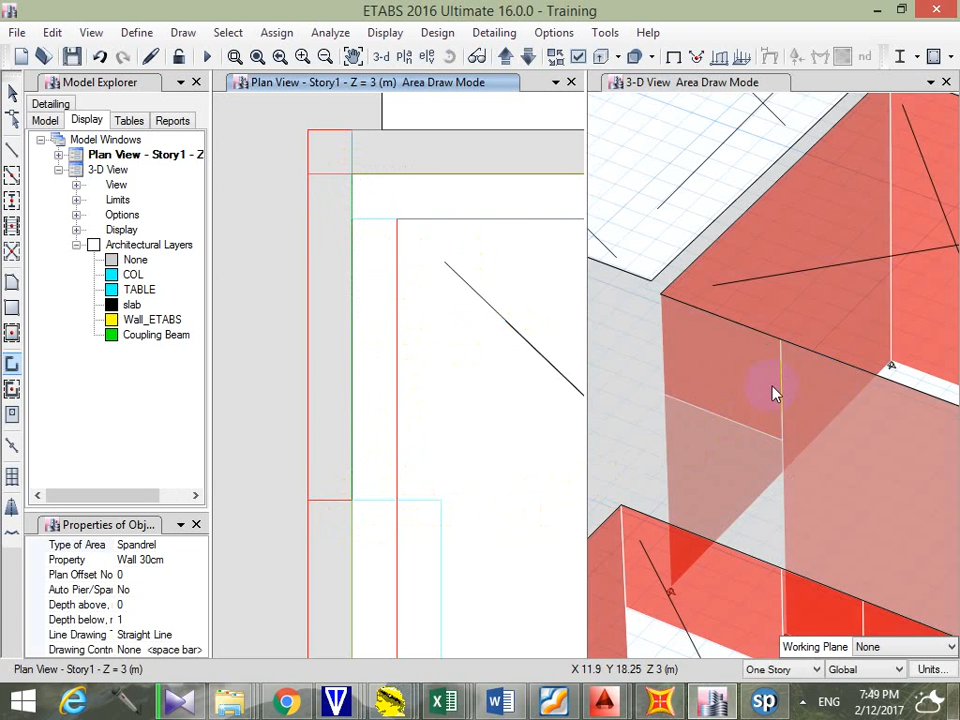 ETABS 2016 Ultimate 16.0.0 - Training
File Edit View Define Draw Select Assign Analyze Display Design Detailing Options Tools Help
3-d pla ele nd
Model Explorer
Plan View - Story1 - Z = 3 (m) Area Draw Mode
3-D View Area Draw Mode
Detailing
Model Display Tables Reports
Model Windows
Plan View - Story1 - Z
3-D View
View
Limits
Options
Display
Architectural Layers
None
COL
TABLE
slab
Wall_ETABS
Coupling Beam
Properties of Obj...
Type of Area Spandrel
Property Wall 30cm
Plan Offset No 0
Auto Pier/Spa No
Depth above, 0
Depth below, r 1
Line Drawing Straight Line
Drawing Contr None <space bar>
Working Plane None
Plan View - Story1 - Z = 3 (m)
X 11.9 Y 18.25 Z 3 (m)
One Story Global Units...
ENG
7:49 PM
2/12/2017